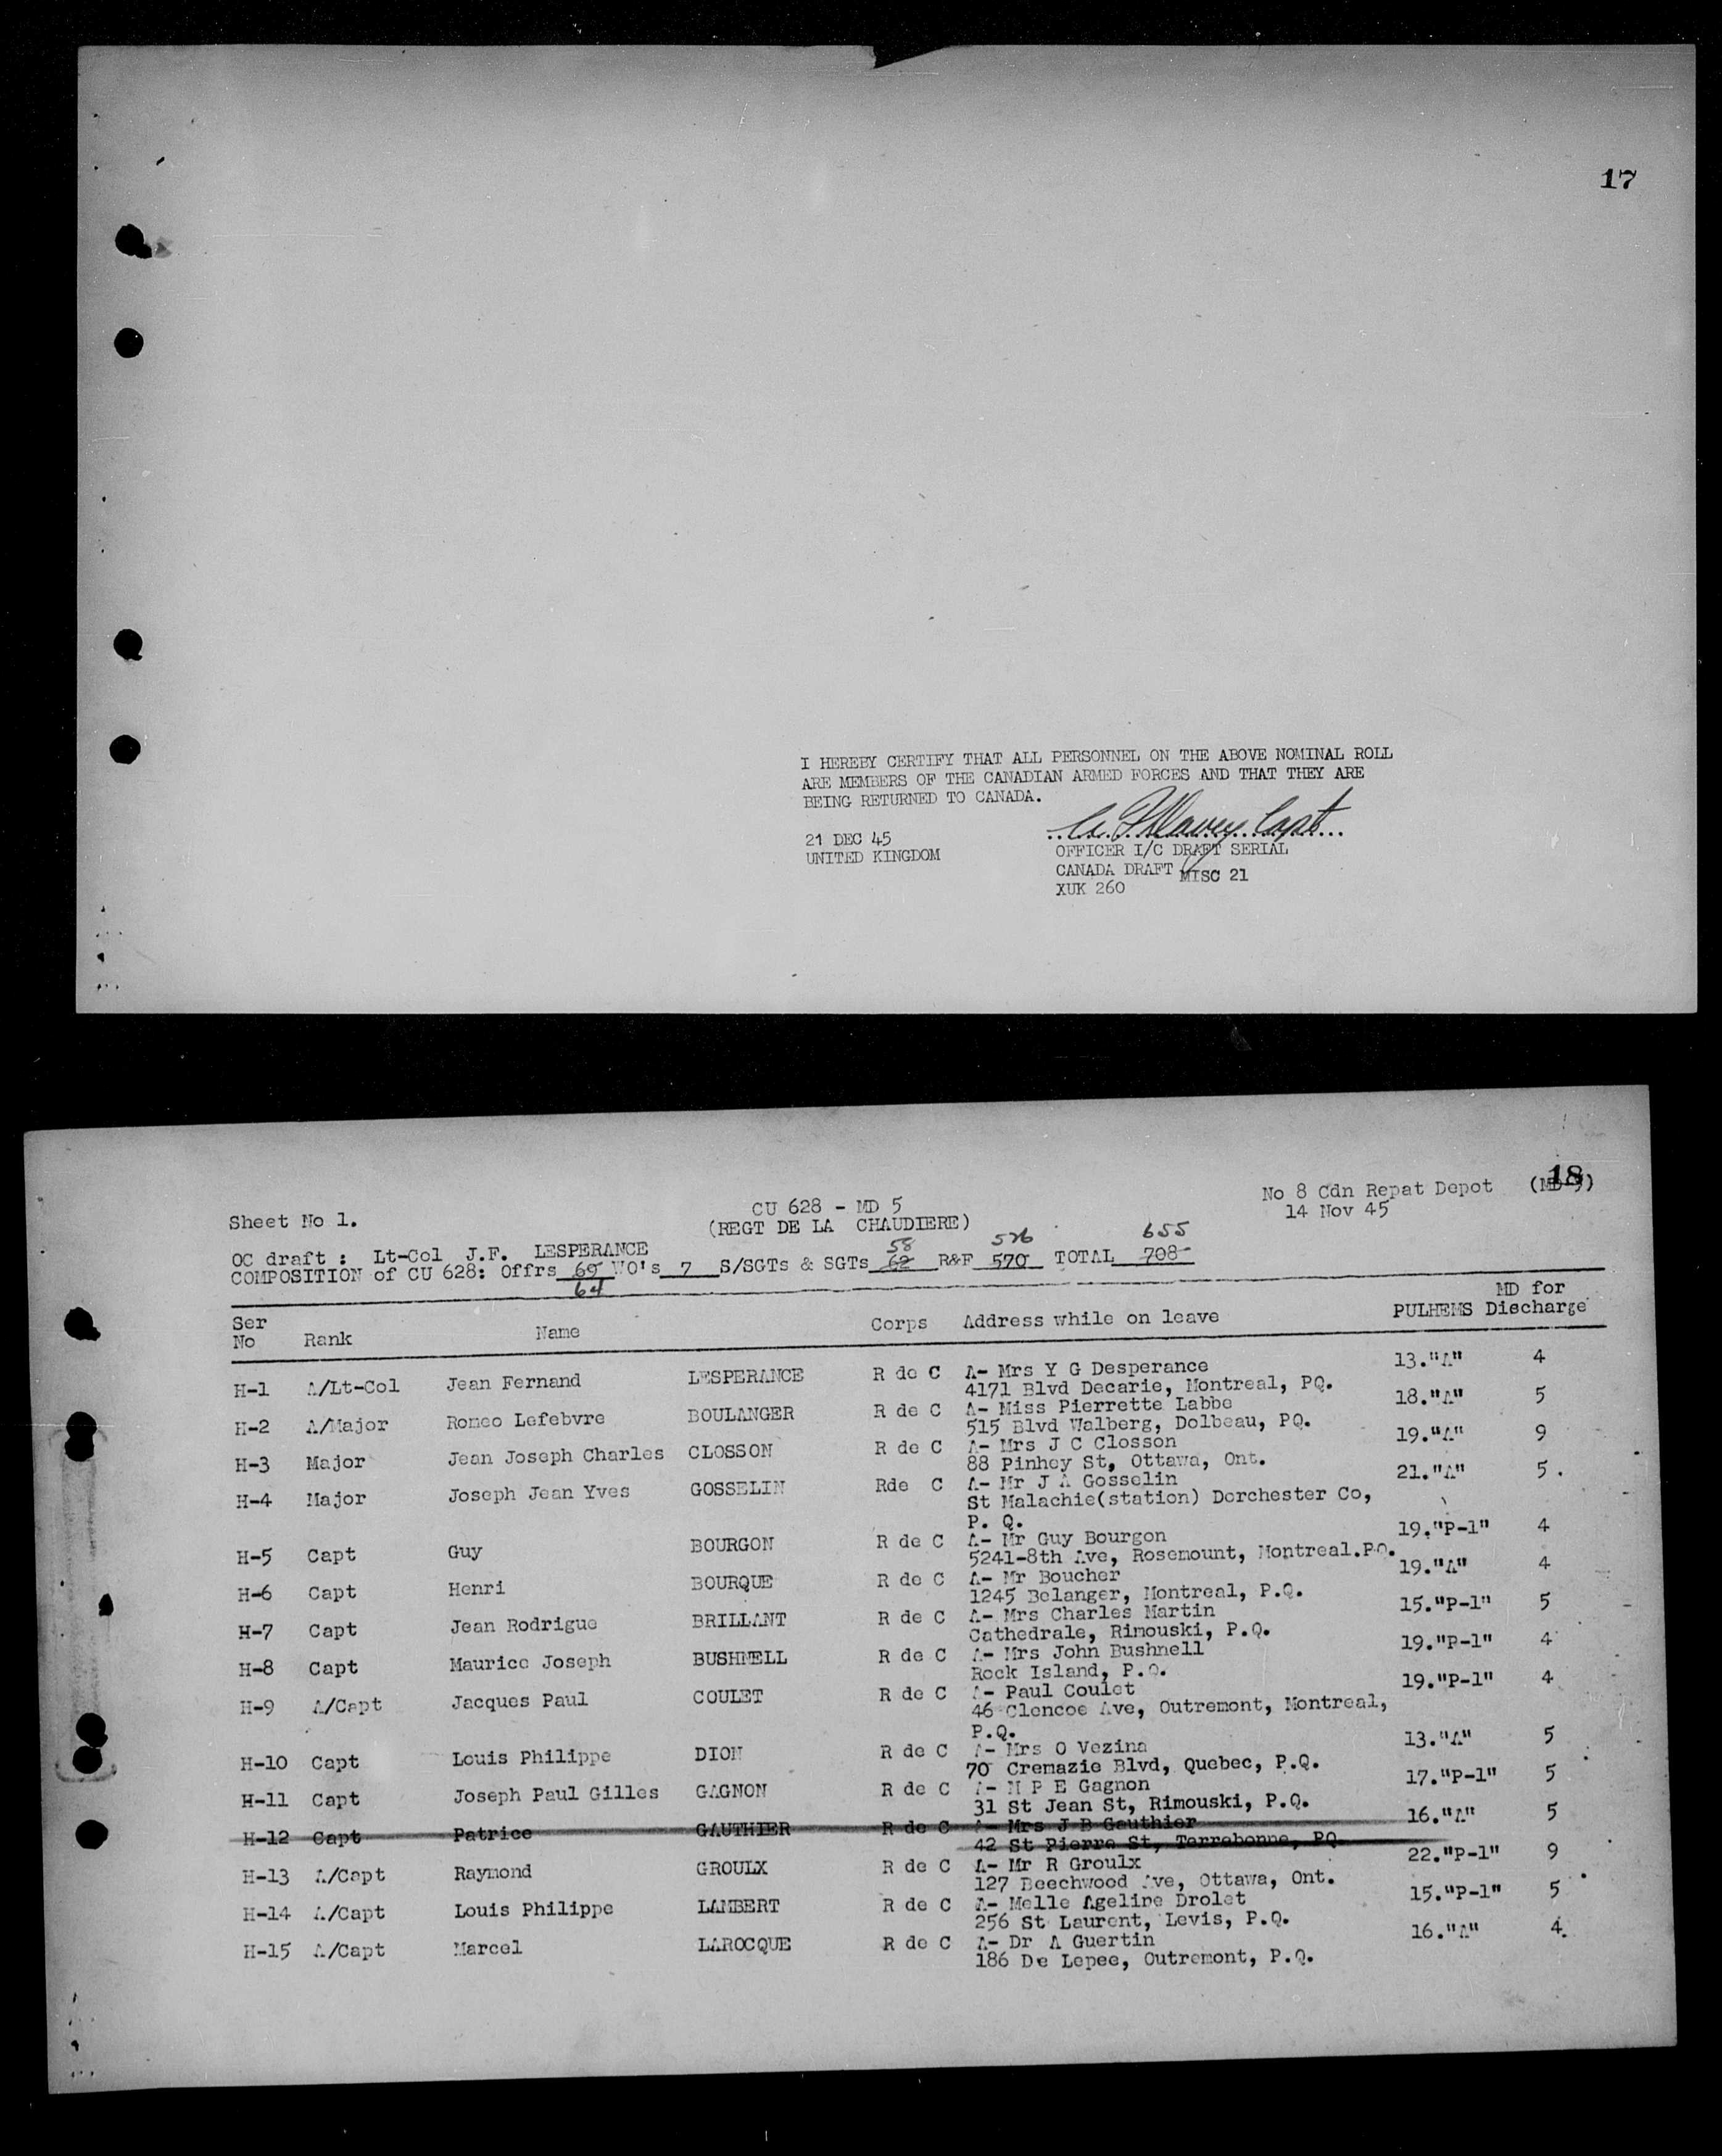 17
I HEREBY CERTIFY THAT ALL PERSONNEL ON THE ABOVE NOMINAL ROLL
ARE MEMBERS OF THE CANADIAN ARMED FORCES AND THAT THEY ARE
BEING RETURNED TO CANADA.
21 DEC 45
UNITED KINGDOM
Capt
OFFICER I/C DRAFT SERIAL
CANADA DRAFT MISC 21
XUK 260
18
Sheet No 1. CU 628 - MD 5 No 8 Cdn Repat Depot (MD 5)
(REGT DE LA CHAUDIERE) 14 Nov 45
58 526 655
OC draft : Lt-Col J.F. LESPERANCE
COMPOSITION of CU 628: Offrs 69 WO's 7 S/SGTs & SGTs 62 R&F 570 TOTAL 708
64
Ser No Rank Name Corps Address while on leave PULHEMS MD for Discharge
H-1 A/Lt-Col Jean Fernand LESPERANCE R de C A- Mrs Y G Desperance 13."A" 4
4171 Blvd Decarie, Montreal, PQ.
H-2 A/Major Romeo Lefebvre BOULANGER R de C A- Miss Pierrette Labbe 18."A" 5
515 Blvd Walberg, Dolbeau, PQ.
H-3 Major Jean Joseph Charles CLOSSON R de C A- Mrs J C Closson 19."A" 9
88 Pinhey St, Ottawa, Ont.
H-4 Major Joseph Jean Yves GOSSELIN Rde C A- Mr J A Gosselin 21."A" 5.
St Malachie(station) Dorchester Co,
P. Q.
H-5 Capt Guy BOURGON R de C A- Mr Guy Bourgon 19."P-1" 4
5241-8th Ave, Rosemount, Montreal.P.Q.
H-6 Capt Henri BOURQUE R de C A- Mr Boucher 19."A" 4
1245 Belanger, Montreal, P.Q.
H-7 Capt Jean Rodrigue BRILLANT R de C A- Mrs Charles Martin 15."P-1" 5
Cathedrale, Rimouski, P.Q.
H-8 Capt Maurice Joseph BUSHNELL R de C A- Mrs John Bushnell 19."P-1" 4
Rock Island, P.Q.
H-9 A/Capt Jacques Paul COULET R de C A- Paul Coulet 19."P-1" 4
46 Clencoe Ave, Outremont, Montreal,
P.Q.
H-10 Capt Louis Philippe DION R de C A- Mrs O Vezina 13."A" 5
70 Cremazie Blvd, Quebec, P.Q.
H-11 Capt Joseph Paul Gilles GAGNON R de C A- M P E Gagnon 17."P-1" 5
31 St Jean St, Rimouski, P.Q.
H-12 Capt Patrice GAUTHIER R de C A- Mrs J B Gauthier 16."A" 5
42 St Pierre St, Terrebonne, PQ
H-13 A/Capt Raymond GROULX R de C A- Mr R Groulx 22."P-1" 9
127 Beechwood Ave, Ottawa, Ont.
H-14 A/Capt Louis Philippe LAMBERT R de C A- Melle Ageline Drolet 15."P-1" 5
256 St Laurent, Levis, P.Q.
H-15 A/Capt Marcel LAROCQUE R de C A- Dr A Guertin 16."A" 4.
186 De Lepee, Outremont, P.Q.